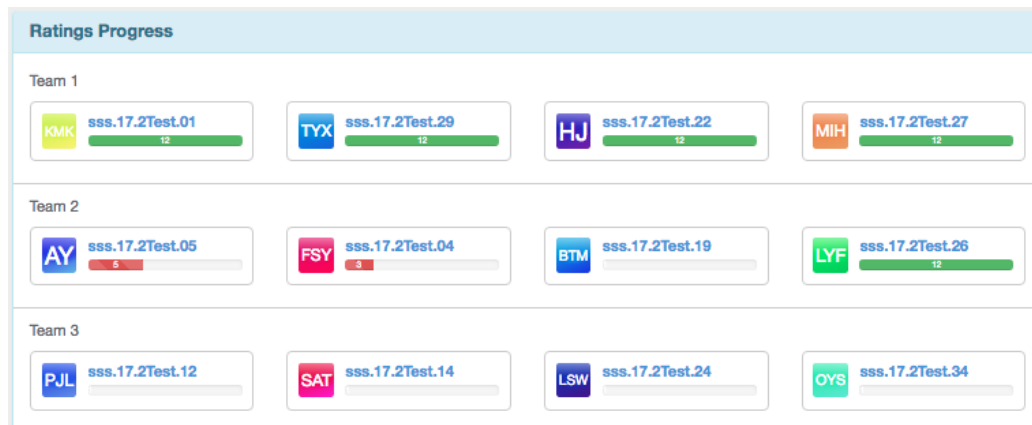 Ratings Progress
Team 1
KMK sss.17.2Test.01 12
TYX sss.17.2Test.29 12
HJ sss.17.2Test.22 12
MIH sss.17.2Test.27 12
Team 2
AY sss.17.2Test.05 5
FSY sss.17.2Test.04 3
BTM sss.17.2Test.19
LYF sss.17.2Test.26 12
Team 3
PJL sss.17.2Test.12
SAT sss.17.2Test.14
LSW sss.17.2Test.24
OYS sss.17.2Test.34